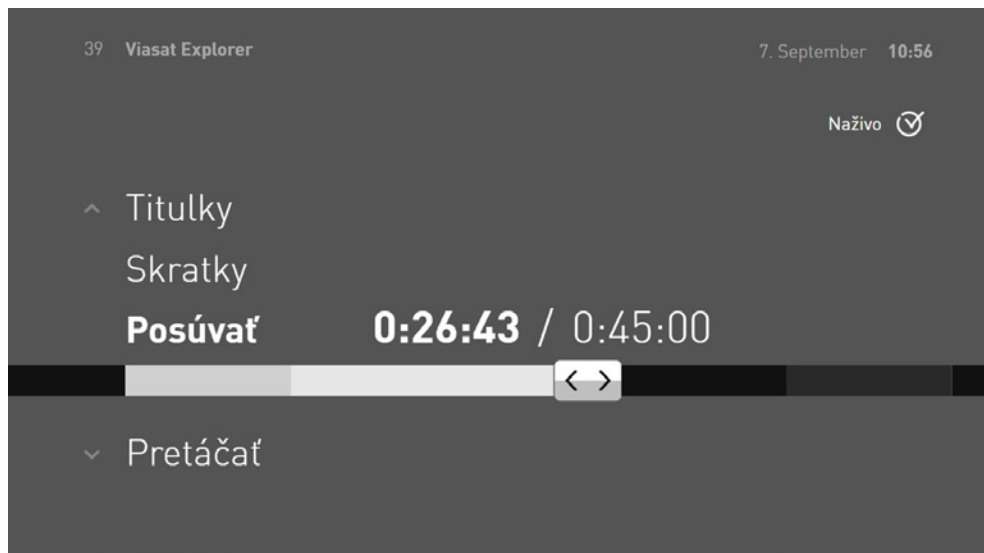 39 Viasat Explorer 7. September 10:56
Naživo
Titulky
Skratky
Posúvať 0:26:43 / 0:45:00
Pretáčať